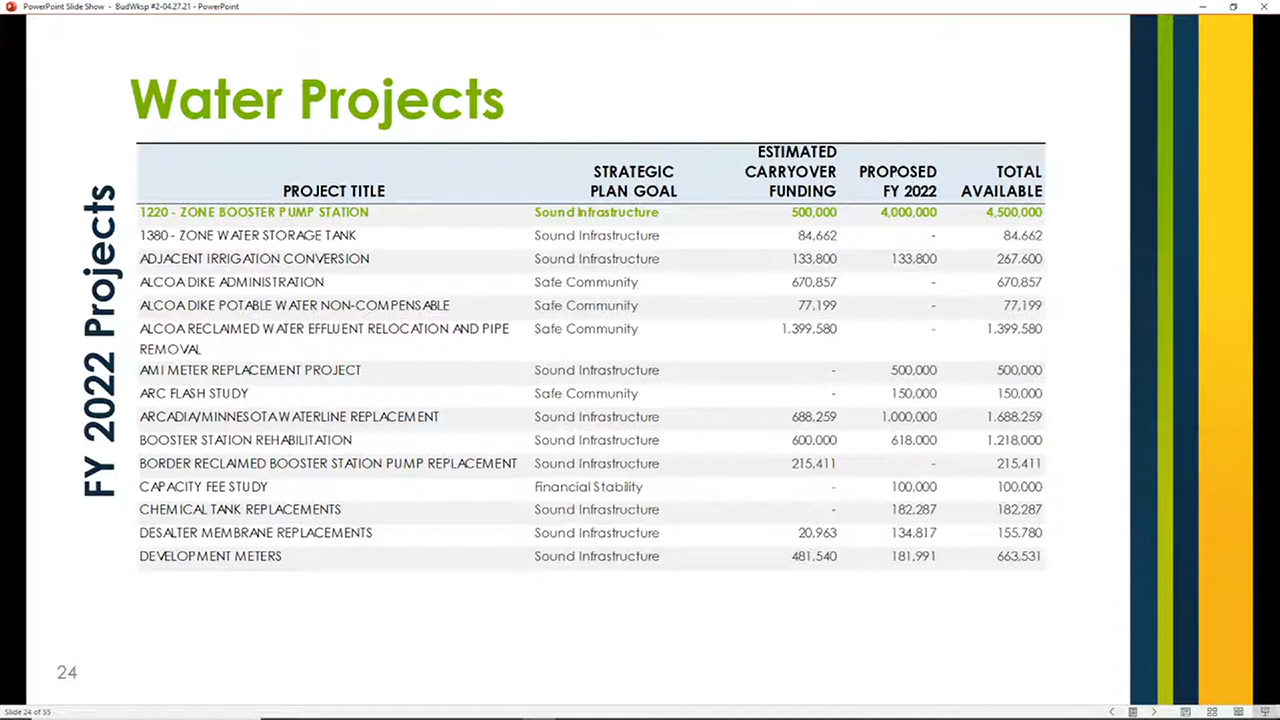 PowerPoint Slide Show - BudWksp #2-04.27.21 - PowerPoint
Water Projects
FY 2022 Projects
PROJECT TITLE STRATEGIC PLAN GOAL ESTIMATED CARRYOVER FUNDING PROPOSED FY 2022 TOTAL AVAILABLE
1220 - ZONE BOOSTER PUMP STATION Sound Infrastructure 500,000 4,000,000 4,500,000
1380 - ZONE WATER STORAGE TANK Sound Infrastructure 84,662 - 84,662
ADJACENT IRRIGATION CONVERSION Sound Infrastructure 133,800 133,800 267,600
ALCOA DIKE ADMINISTRATION Safe Community 670,857 - 670,857
ALCOA DIKE POTABLE WATER NON-COMPENSABLE Safe Community 77,199 - 77,199
ALCOA RECLAIMED WATER EFFLUENT RELOCATION AND PIPE Safe Community 1,399,580 - 1,399,580
REMOVAL
AMI METER REPLACEMENT PROJECT Sound Infrastructure - 500,000 500,000
ARC FLASH STUDY Safe Community - 150,000 150,000
ARCADIA/MINNESOTA WATERLINE REPLACEMENT Sound Infrastructure 688,259 1,000,000 1,688,259
BOOSTER STATION REHABILITATION Sound Infrastructure 600,000 618,000 1,218,000
BORDER RECLAIMED BOOSTER STATION PUMP REPLACEMENT Sound Infrastructure 215,411 - 215,411
CAPACITY FEE STUDY Financial Stability - 100,000 100,000
CHEMICAL TANK REPLACEMENTS Sound Infrastructure - 182,287 182,287
DESALTER MEMBRANE REPLACEMENTS Sound Infrastructure 20,963 134,817 155,780
DEVELOPMENT METERS Sound Infrastructure 481,540 181,991 663,531
24
Slide 24 of 55